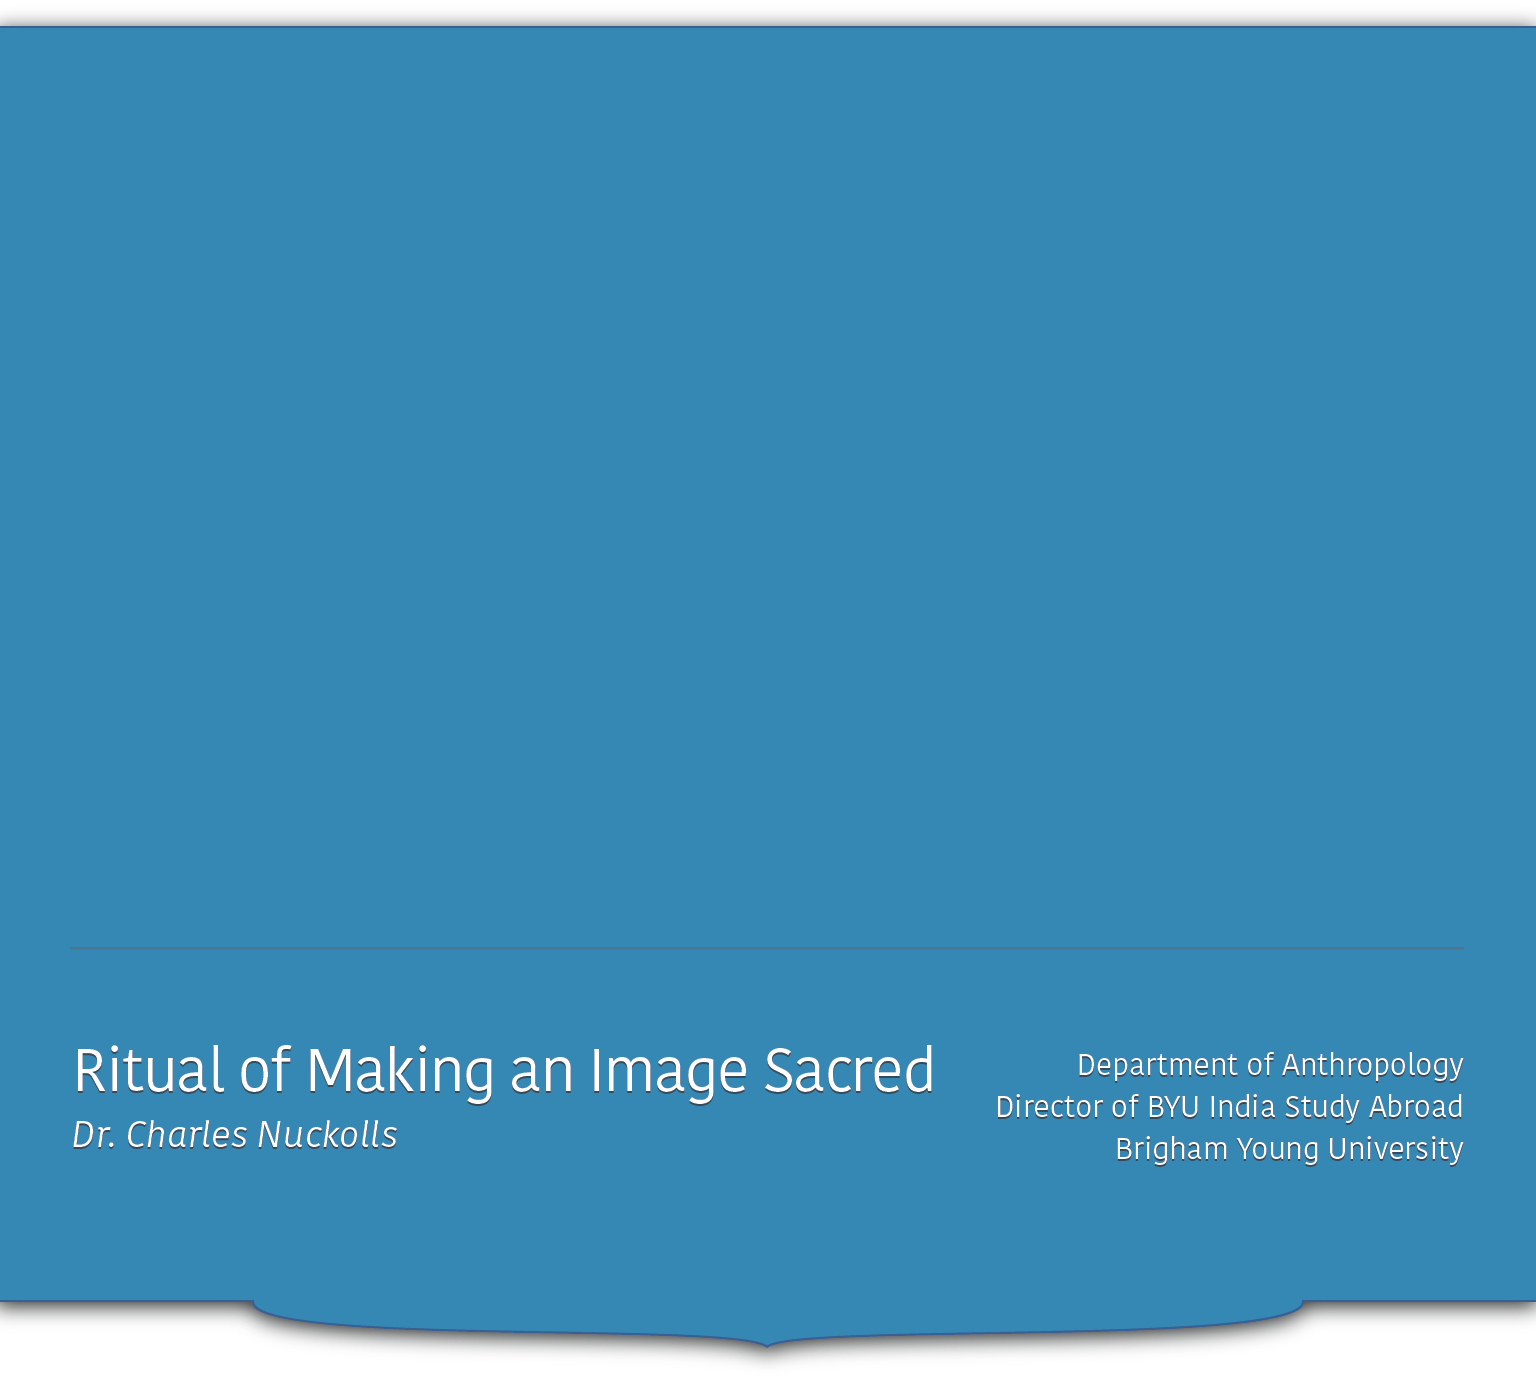 Ritual of Making an Image Sacred
Dr. Charles Nuckolls
Department of Anthropology
Director of BYU India Study Abroad
Brigham Young University